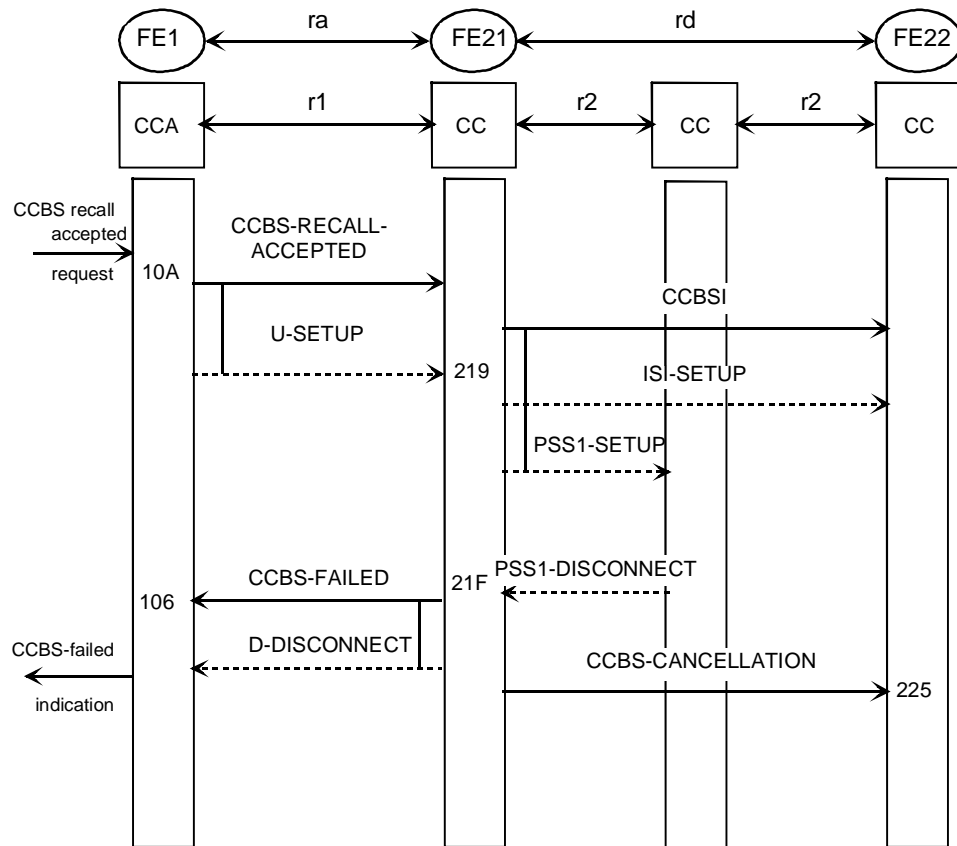 FE1
ra
FE21
rd
FE22
CCA
r1
CC
r2
CC
r2
CC
CCBS recall
accepted
request
10A
CCBS-RECALL-
ACCEPTED
CCBSI
U-SETUP
219
ISI-SETUP
PSS1-SETUP
PSS1-DISCONNECT
CCBS-FAILED
21F
106
D-DISCONNECT
CCBS-failed
indication
CCBS-CANCELLATION
225